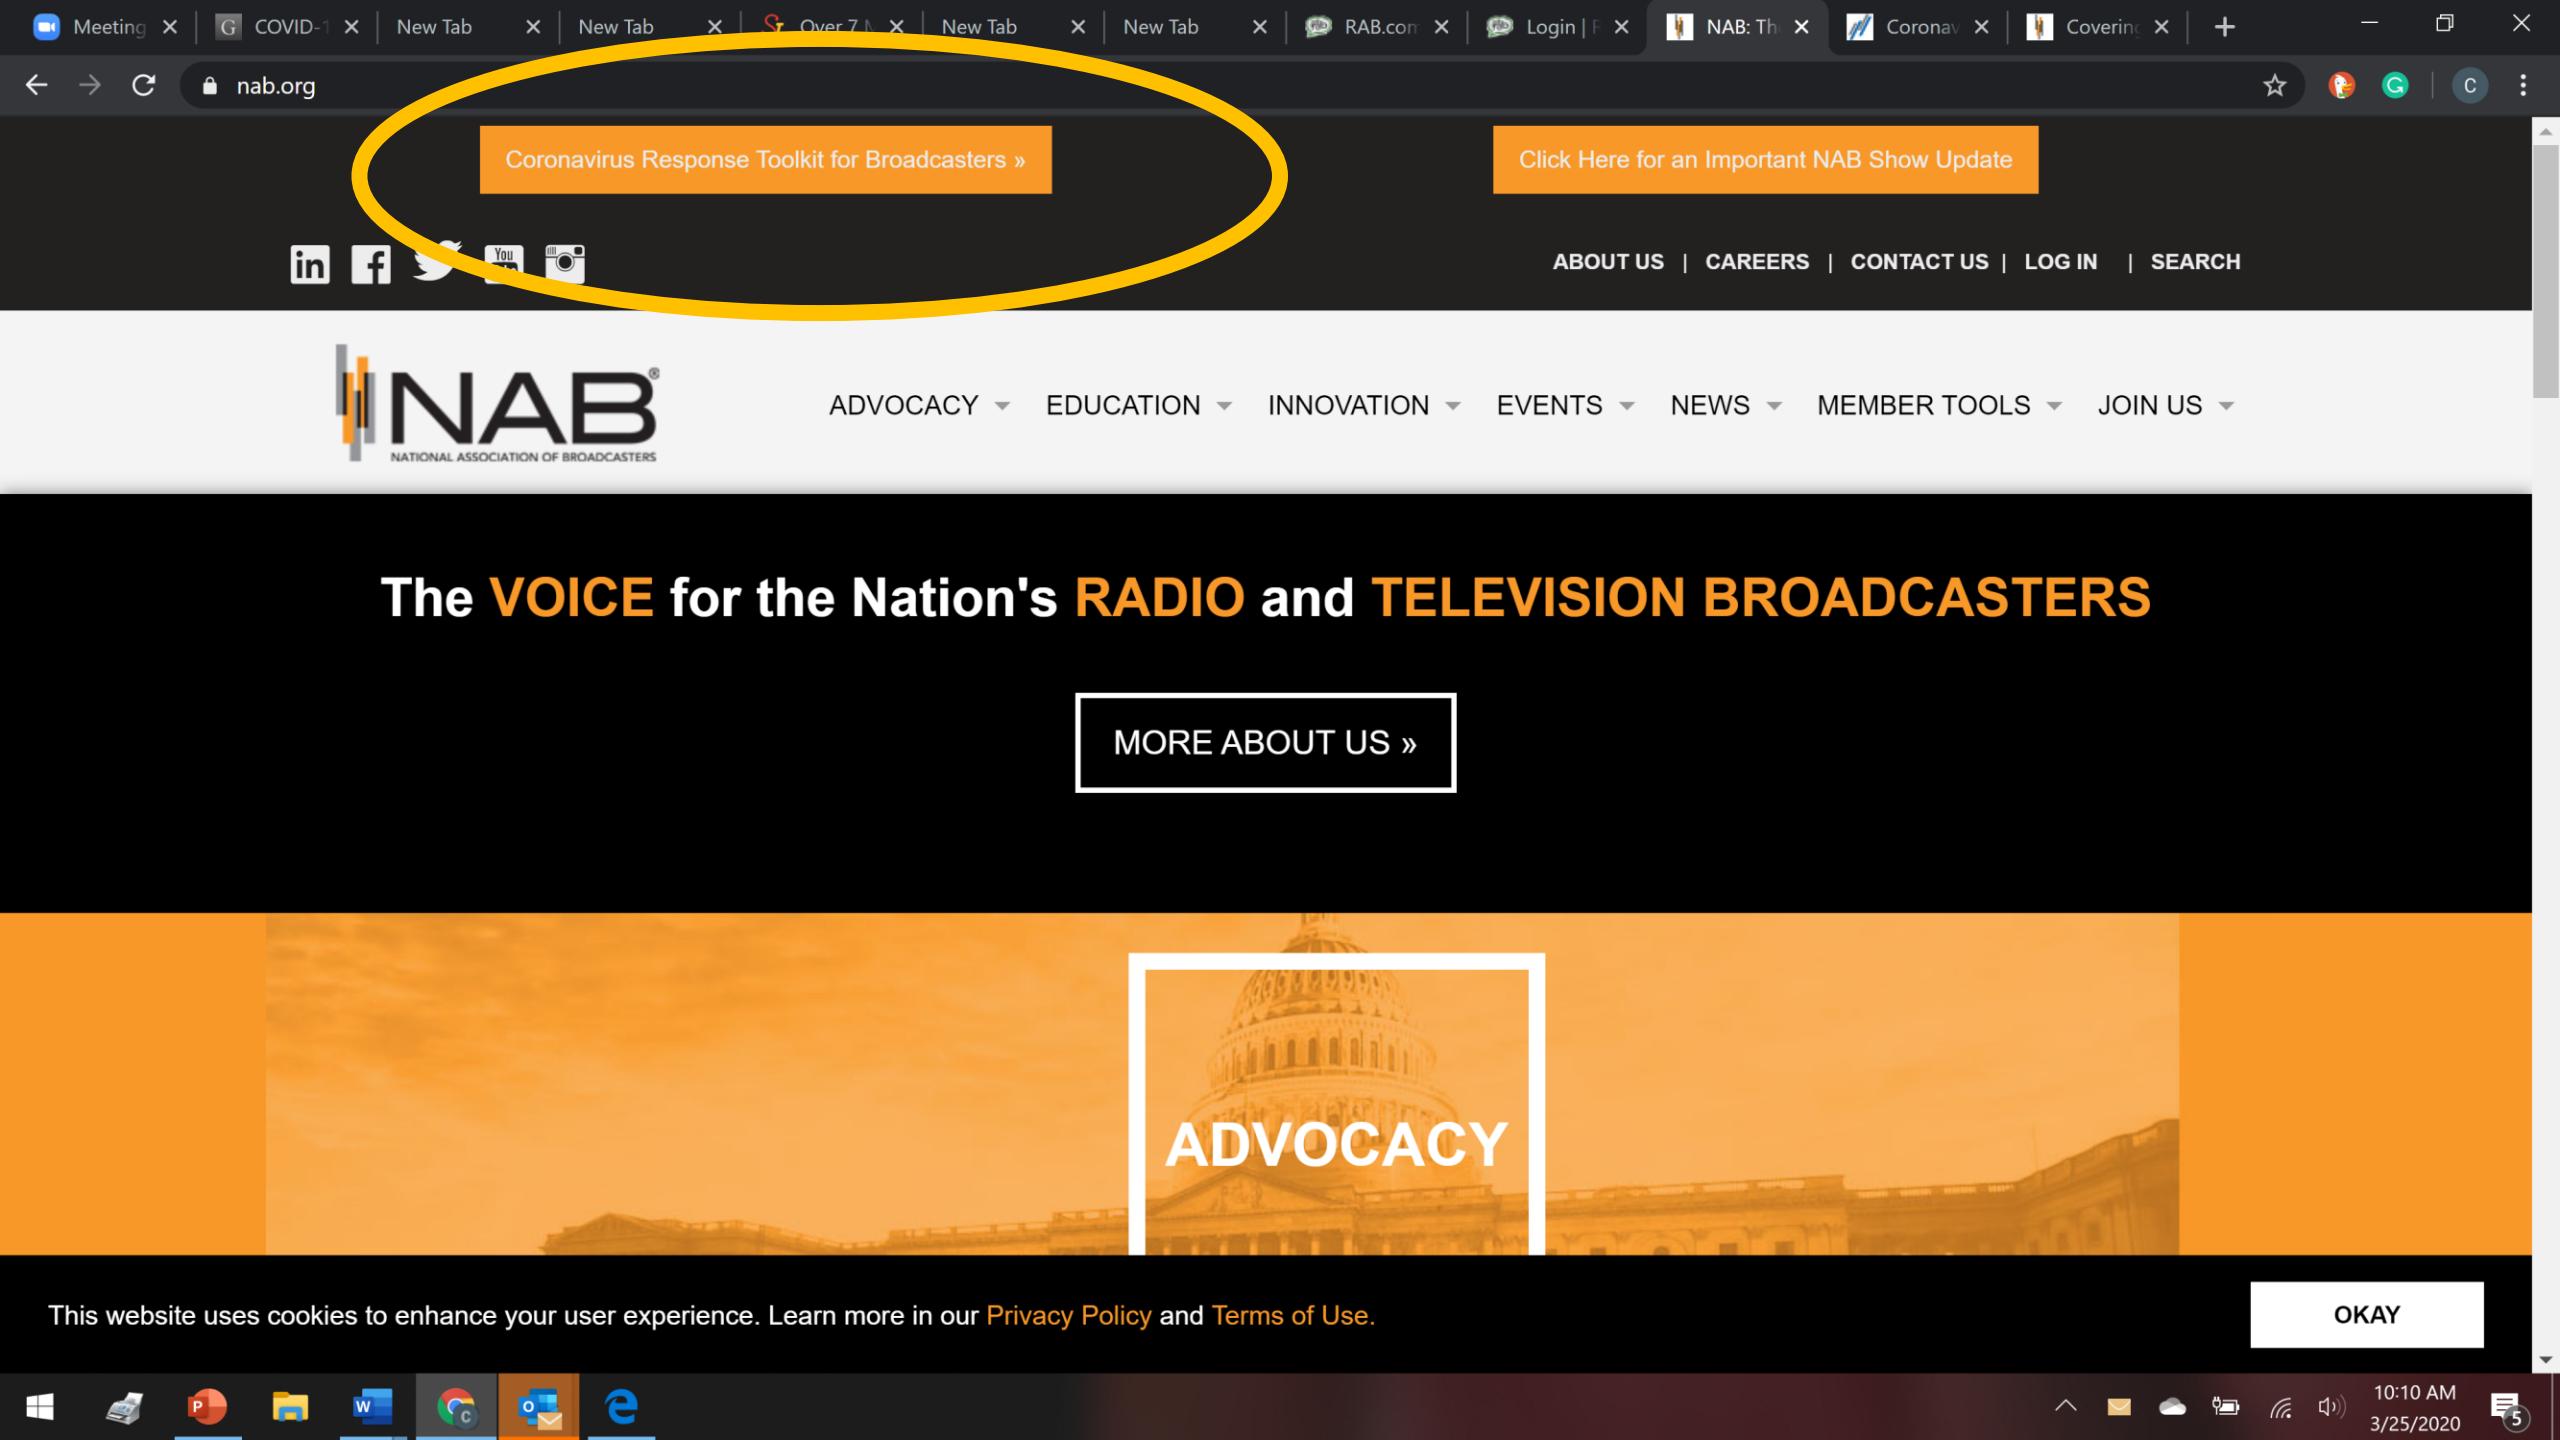 Meeting
COVID-1
New Tab
New Tab
Over 7
New Tab
New Tab
RAB.com
Login |
NAB: Th
Coronav
Covering
nab.org
C
Coronavirus Response Toolkit for Broadcasters »
Click Here for an Important NAB Show Update
ABOUT US | CAREERS | CONTACT US | LOG IN | SEARCH
NAB®
NATIONAL ASSOCIATION OF BROADCASTERS
ADVOCACY EDUCATION INNOVATION EVENTS NEWS MEMBER TOOLS JOIN US
The VOICE for the Nation's RADIO and TELEVISION BROADCASTERS
MORE ABOUT US »
ADVOCACY
This website uses cookies to enhance your user experience. Learn more in our Privacy Policy and Terms of Use.
OKAY
10:10 AM
3/25/2020
5